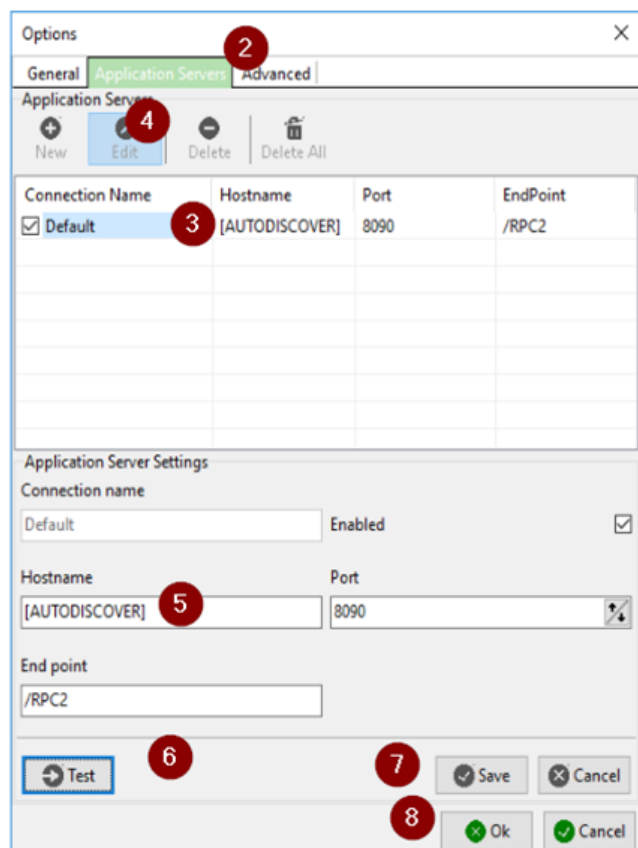 Options
2
General Application Servers Advanced
Application Servers
4
New Edit Delete Delete All
Connection Name Hostname Port EndPoint
Default 3 [AUTODISCOVER] 8090 /RPC2
Application Server Settings
Connection name
Default Enabled
Hostname Port
[AUTODISCOVER] 5 8090
End point
/RPC2
6
Test 7 Save Cancel
8 Ok Cancel